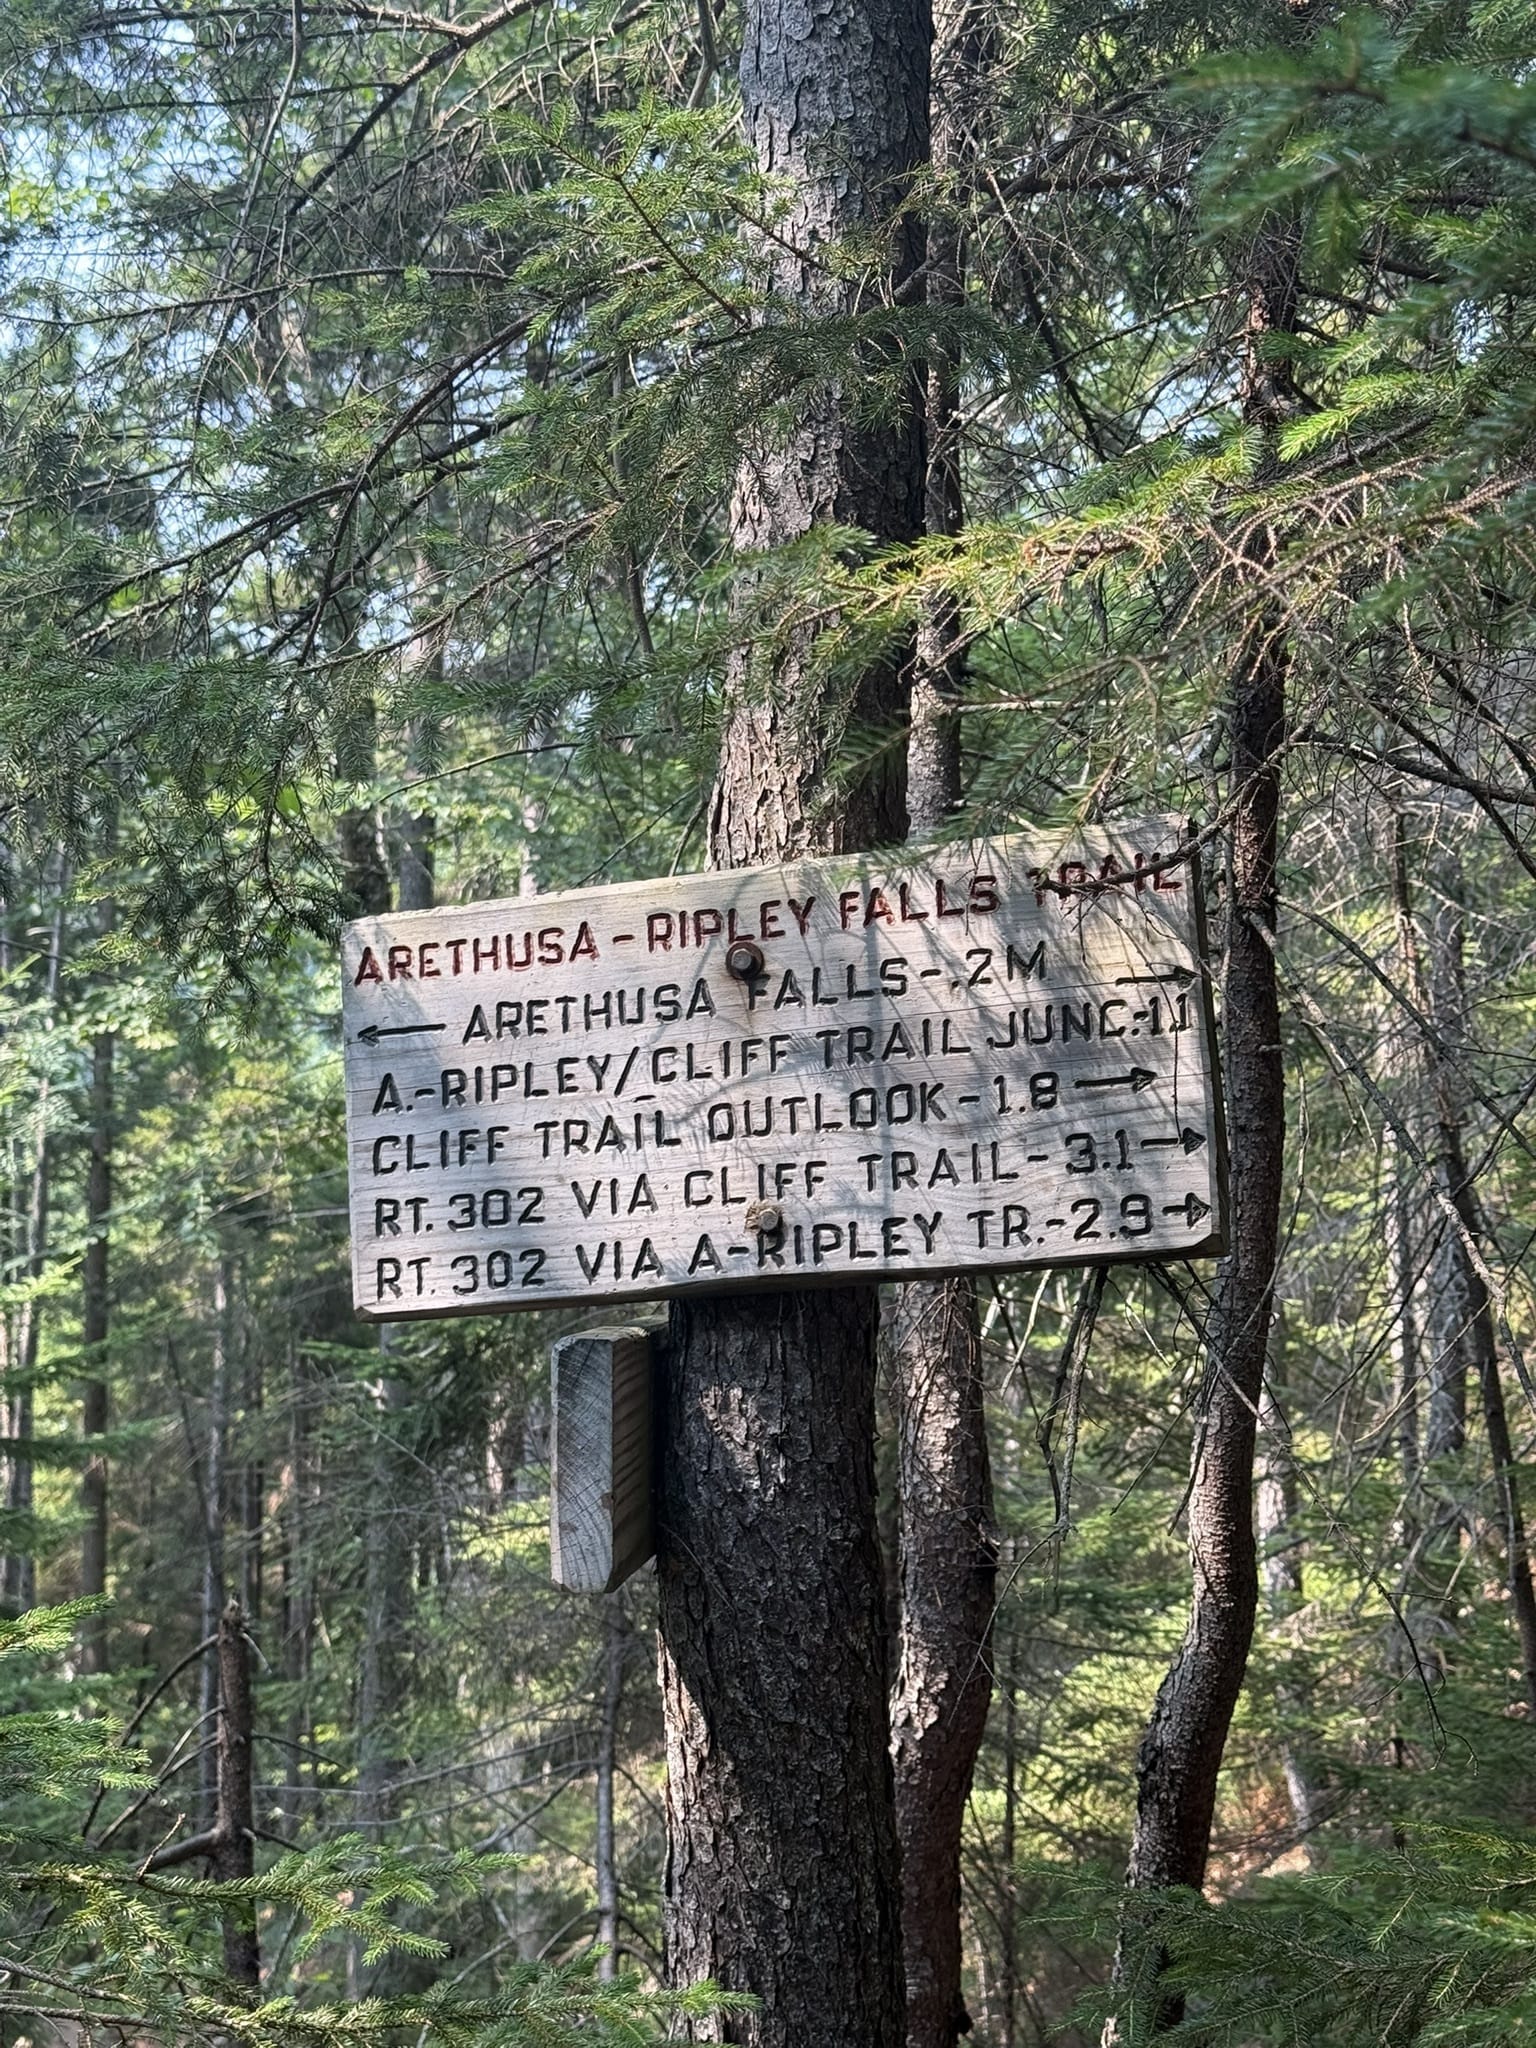 ARETHUSA-RIPLEY FALLS TRAIL
← ARETHUSA FALLS-.2M
A.-RIPLEY/CLIFF TRAIL JUNC.-1.1 →
CLIFF TRAIL OUTLOOK-1.8 →
RT. 302 VIA CLIFF TRAIL-3.1 →
RT. 302 VIA A-RIPLEY TR.-2.9 →